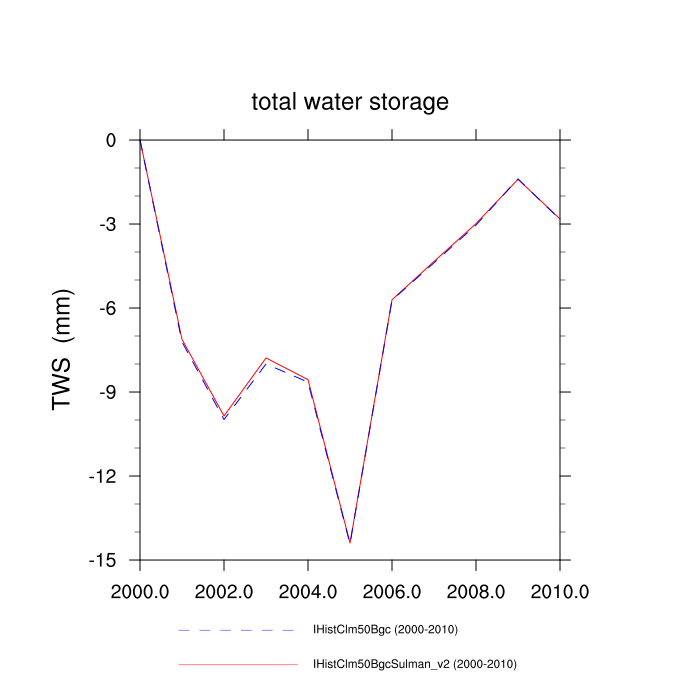 total water storage
TWS (mm)
0
-3
-6
-9
-12
-15
2000.0 2002.0 2004.0 2006.0 2008.0 2010.0
IHistClm50Bgc (2000-2010)
IHistClm50BgcSulman_v2 (2000-2010)